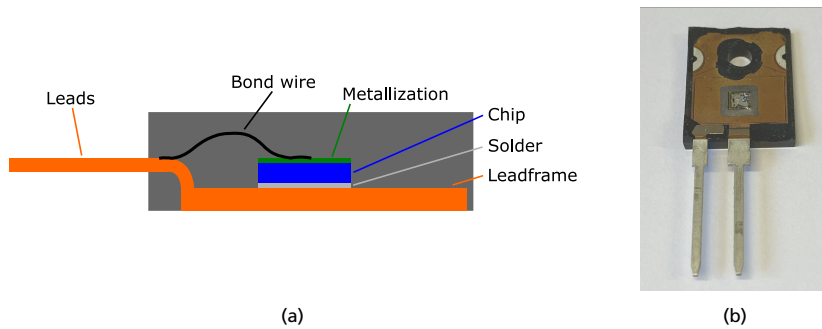 Bond wire
Leads
Metallization
Chip
Solder
Leadframe
(a)
(b)